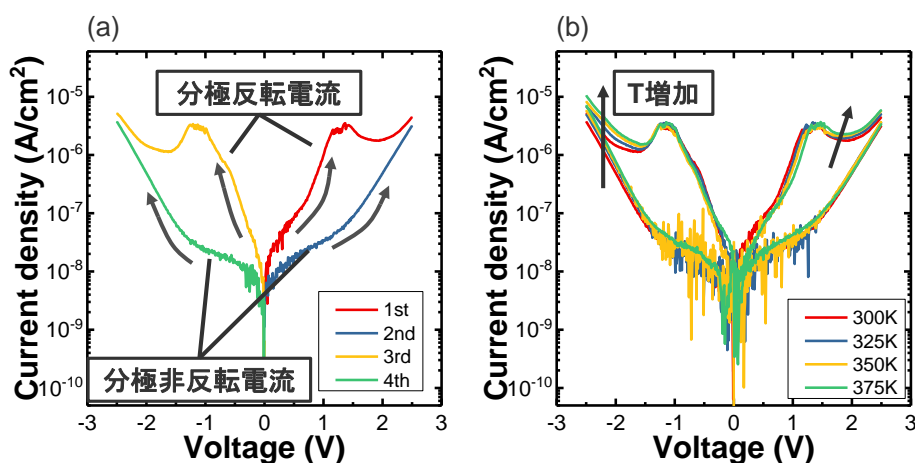 (a)
Current density (A/cm²)
10⁻⁵
10⁻⁶
10⁻⁷
10⁻⁸
10⁻⁹
10⁻¹⁰
分極反転電流
分極非反転電流
1st
2nd
3rd
4th
-3 -2 -1 0 1 2 3
Voltage (V)
(b)
Current density (A/cm²)
10⁻⁵
10⁻⁶
10⁻⁷
10⁻⁸
10⁻⁹
10⁻¹⁰
T増加
300K
325K
350K
375K
-3 -2 -1 0 1 2 3
Voltage (V)